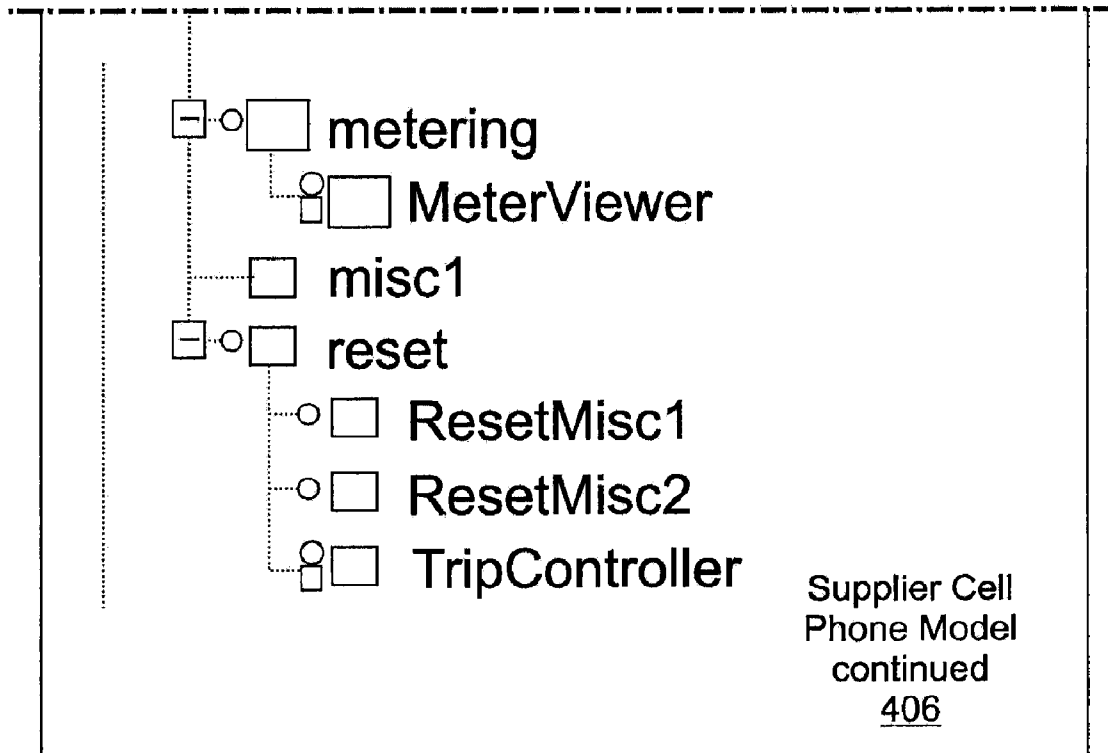 metering
MeterViewer
misc1
reset
ResetMisc1
ResetMisc2
TripController
Supplier Cell
Phone Model
continued
406